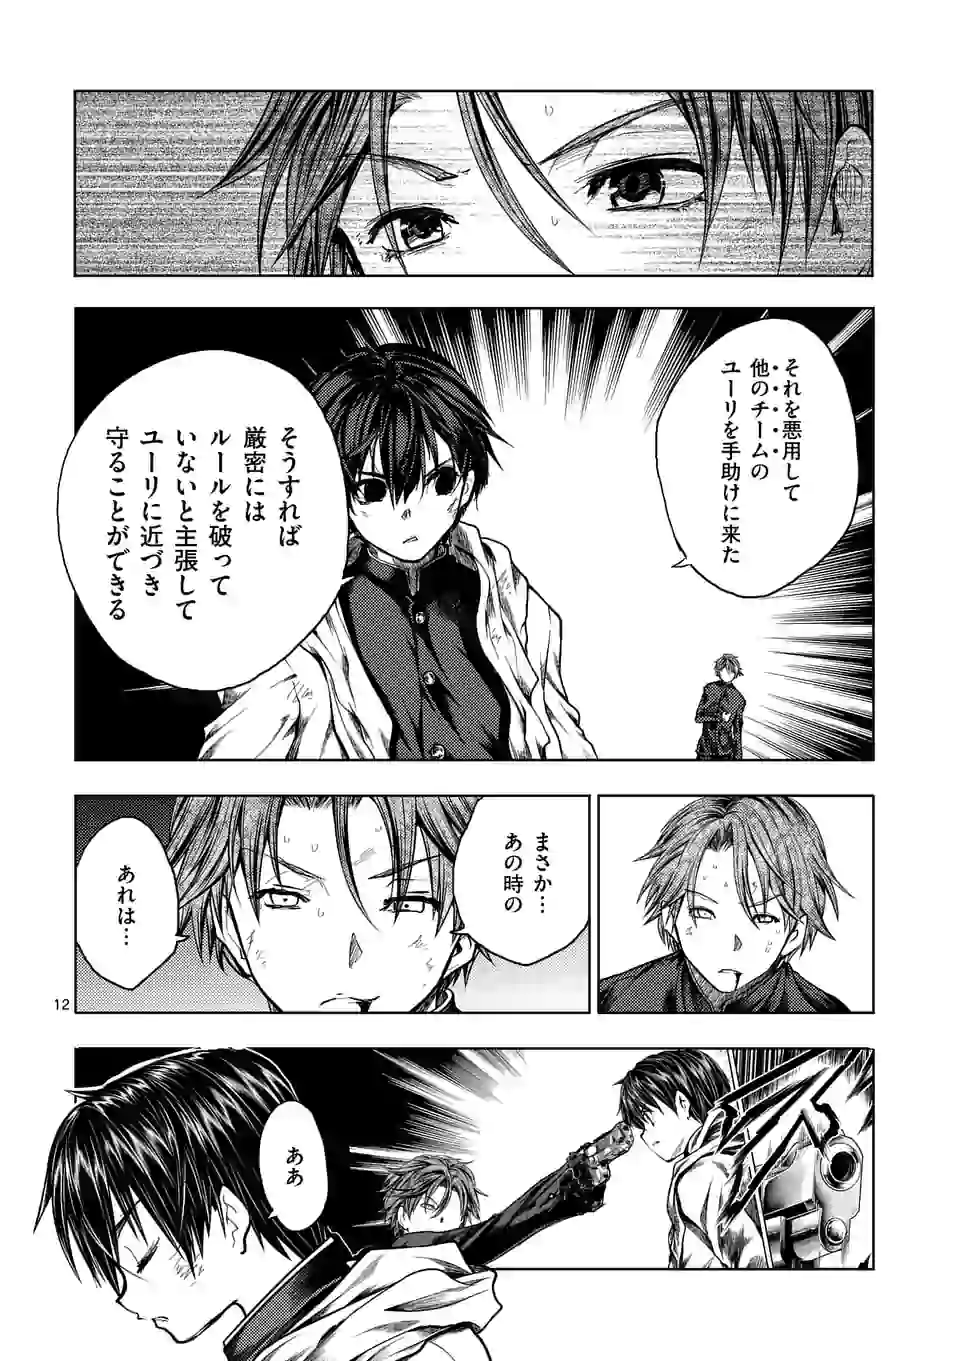 それを悪用して
他のチームの
ユーリを手助けに来た
そうすれば
厳密には
ルールを破って
いないと主張して
ユーリに近づき
守ることができる
まさか…
あの時の
あれは…
ああ
12